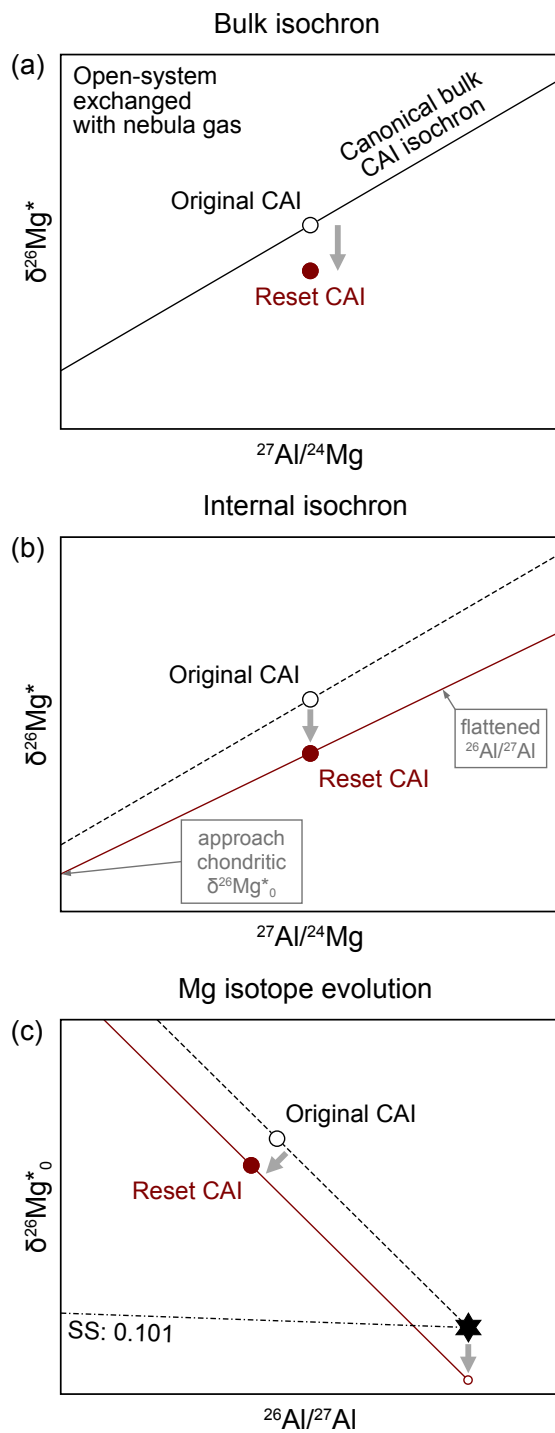 Bulk isochron
(a)
Open-system
exchanged
with nebula gas
Canonical bulk
CAI isochron
Original CAI
Reset CAI
δ²⁶Mg*
²⁷Al/²⁴Mg
Internal isochron
(b)
Original CAI
flattened
²⁶Al/²⁷Al
Reset CAI
approach
chondritic
δ²⁶Mg*₀
δ²⁶Mg*
²⁷Al/²⁴Mg
Mg isotope evolution
(c)
Original CAI
Reset CAI
δ²⁶Mg*₀
SS: 0.101
²⁶Al/²⁷Al